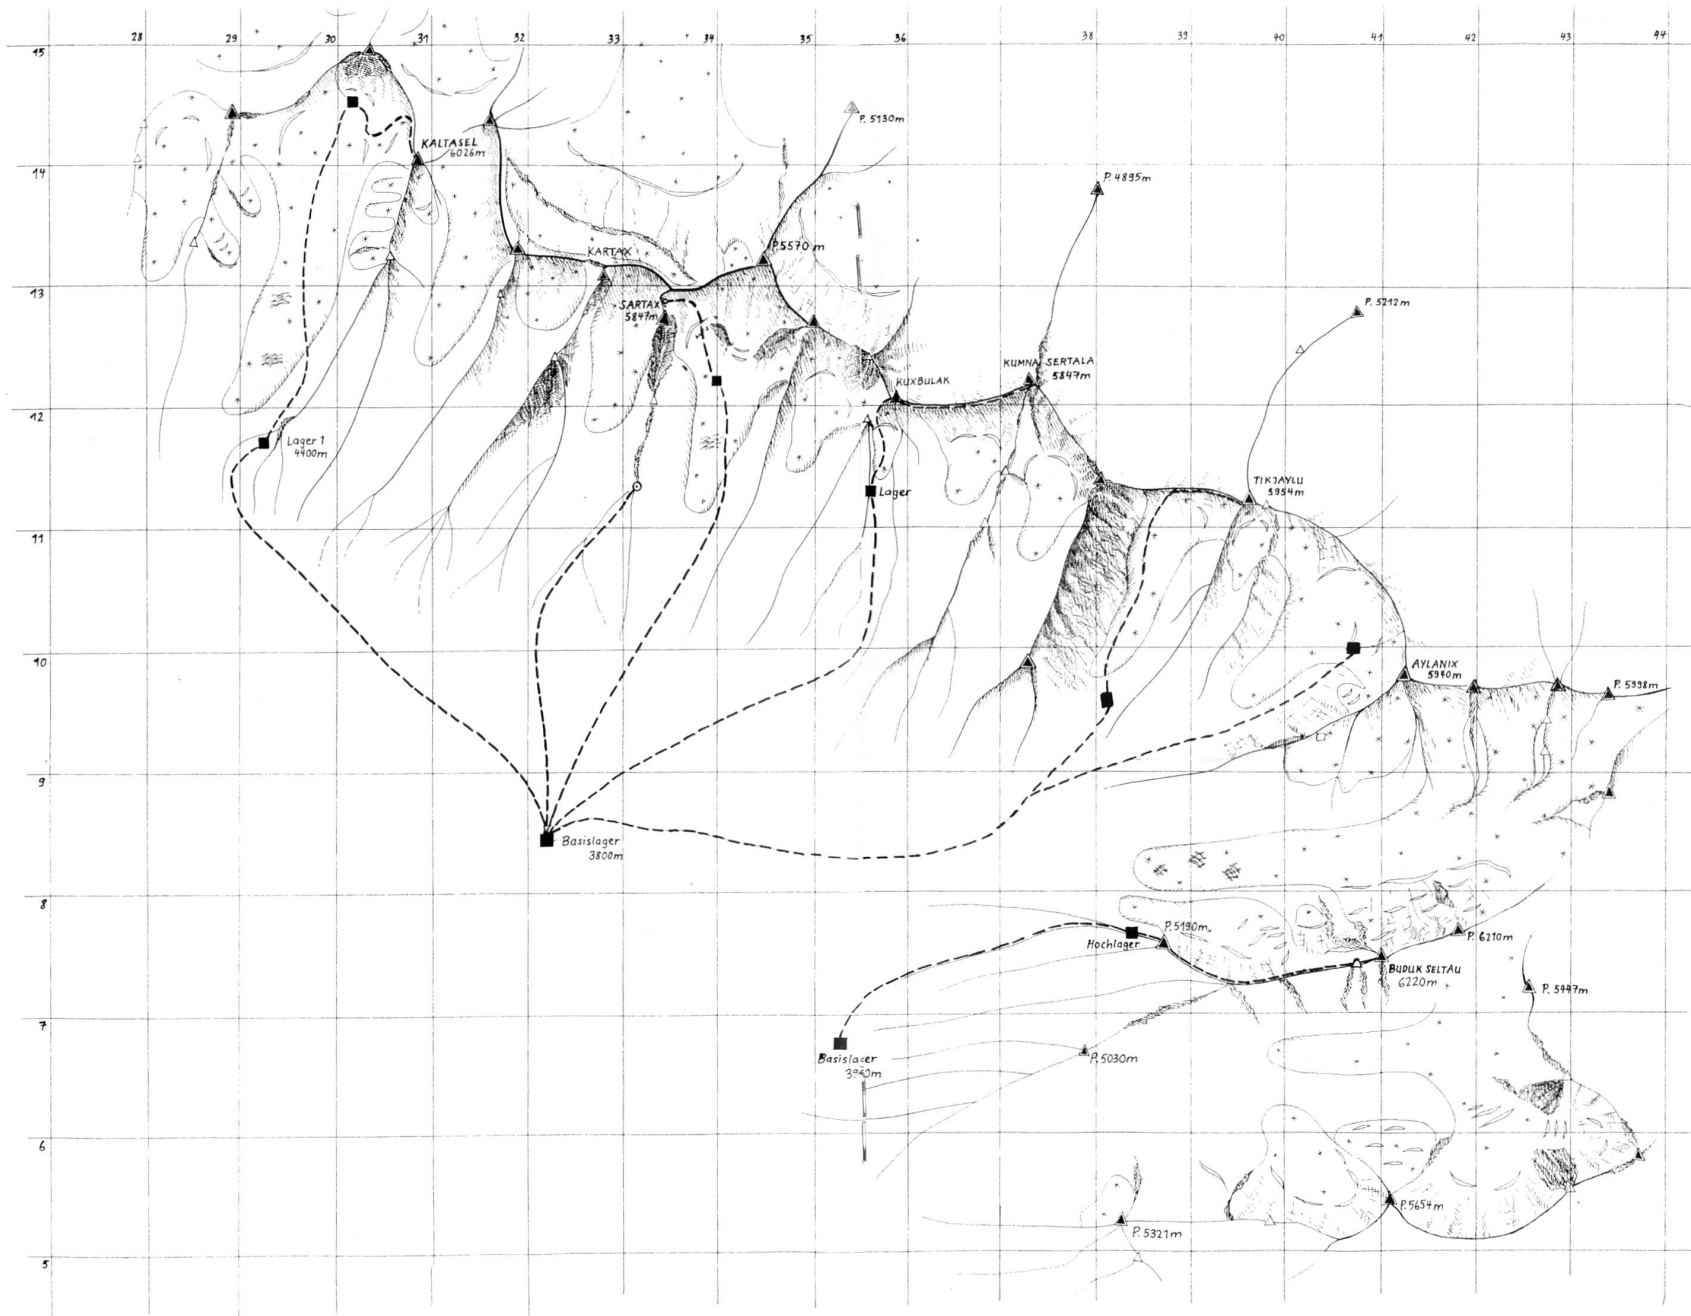 28 29 30 31 32 33 34 35 36 38 39 40 41 42 43 44
15
P. 5130m
KALTASEL
6026m
14
P. 4895m
P.5570 m
KARTAX
13
SARTAX
5847m
P. 5212m
KUMNA SERTALA
5847m
KUXBULAK
12
Lager 1
4400m
Lager
TIKJAYLU
5954m
11
10
AYLANIX
5940m
P. 5998m
9
Basislager
3800m
8
P.5190m
Hochlager
P. 6210m
BUDUK SELTAU
6220m
P. 5447m
7
Basislager
P.5030m
6
P.5654m
P. 5321m
5